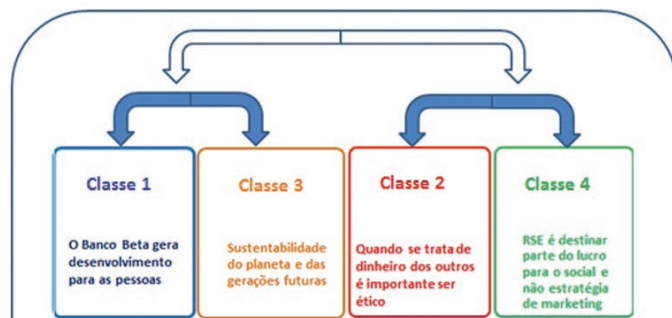 Classe 1
O Banco Beta gera
desenvolvimento
para as pessoas
Classe 3
Sustentabilidade
do planeta e das
gerações futuras
Classe 2
Quando se trata de
dinheiro dos outros
é importante ser
ético
Classe 4
RSE é destinar
parte do lucro
para o social e
não estratégia
de marketing